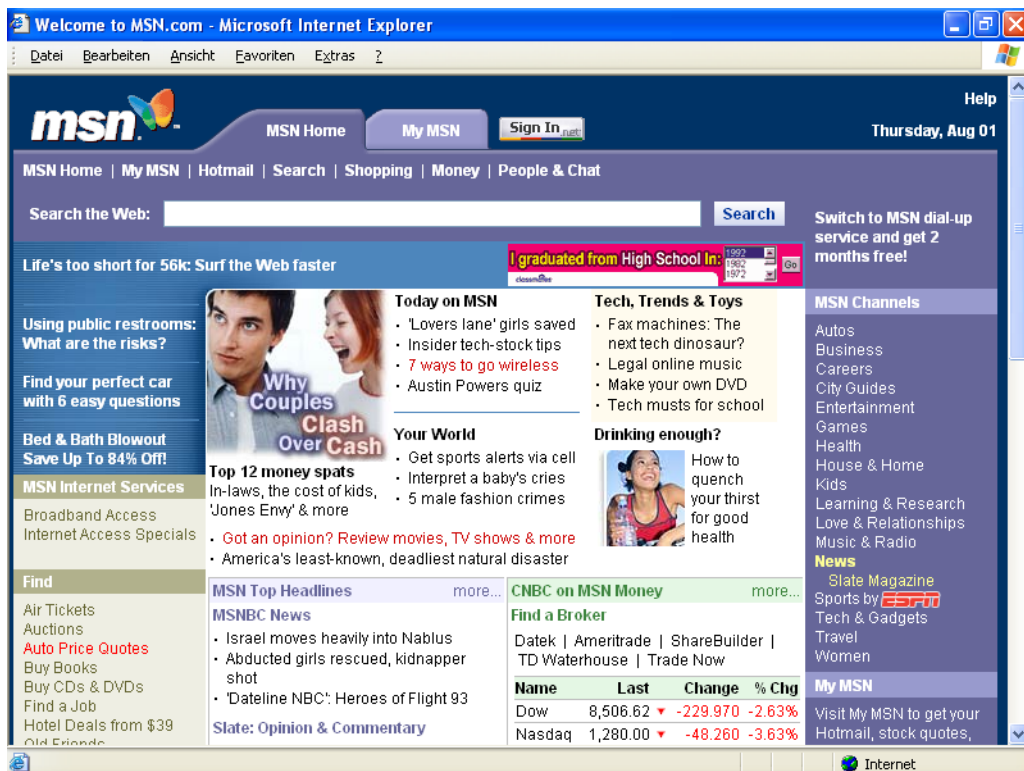 Welcome to MSN.com - Microsoft Internet Explorer
Datei Bearbeiten Ansicht Favoriten Extras ?
msn
MSN Home
My MSN
Sign In .net
Help
Thursday, Aug 01
MSN Home | My MSN | Hotmail | Search | Shopping | Money | People & Chat
Search the Web:
Search
Switch to MSN dial-up
service and get 2
months free!
Life's too short for 56k: Surf the Web faster
I graduated from High School In:
1992
1982
1972
Go
classmates
Using public restrooms:
What are the risks?
Find your perfect car
with 6 easy questions
Bed & Bath Blowout
Save Up To 84% Off!
MSN Internet Services
Broadband Access
Internet Access Specials
Find
Air Tickets
Auctions
Auto Price Quotes
Buy Books
Buy CDs & DVDs
Find a Job
Hotel Deals from $39
Old Friends
Why
Couples
Clash
Over Cash
Top 12 money spats
In-laws, the cost of kids,
'Jones Envy' & more
· Got an opinion? Review movies, TV shows & more
· America's least-known, deadliest natural disaster
Today on MSN
· 'Lovers lane' girls saved
· Insider tech-stock tips
· 7 ways to go wireless
· Austin Powers quiz
Your World
· Get sports alerts via cell
· Interpret a baby's cries
· 5 male fashion crimes
Tech, Trends & Toys
· Fax machines: The
next tech dinosaur?
· Legal online music
· Make your own DVD
· Tech musts for school
Drinking enough?
How to
quench
your thirst
for good
health
MSN Top Headlines more...
MSNBC News
· Israel moves heavily into Nablus
· Abducted girls rescued, kidnapper
shot
· 'Dateline NBC': Heroes of Flight 93
Slate: Opinion & Commentary
CNBC on MSN Money more...
Find a Broker
Datek | Ameritrade | ShareBuilder |
TD Waterhouse | Trade Now
Name Last Change % Chg
Dow 8,506.62 -229.970 -2.63%
Nasdaq 1,280.00 -48.260 -3.63%
MSN Channels
Autos
Business
Careers
City Guides
Entertainment
Games
Health
House & Home
Kids
Learning & Research
Love & Relationships
Music & Radio
News
Slate Magazine
Sports by ESPN
Tech & Gadgets
Travel
Women
My MSN
Visit My MSN to get your
Hotmail, stock quotes,
Internet